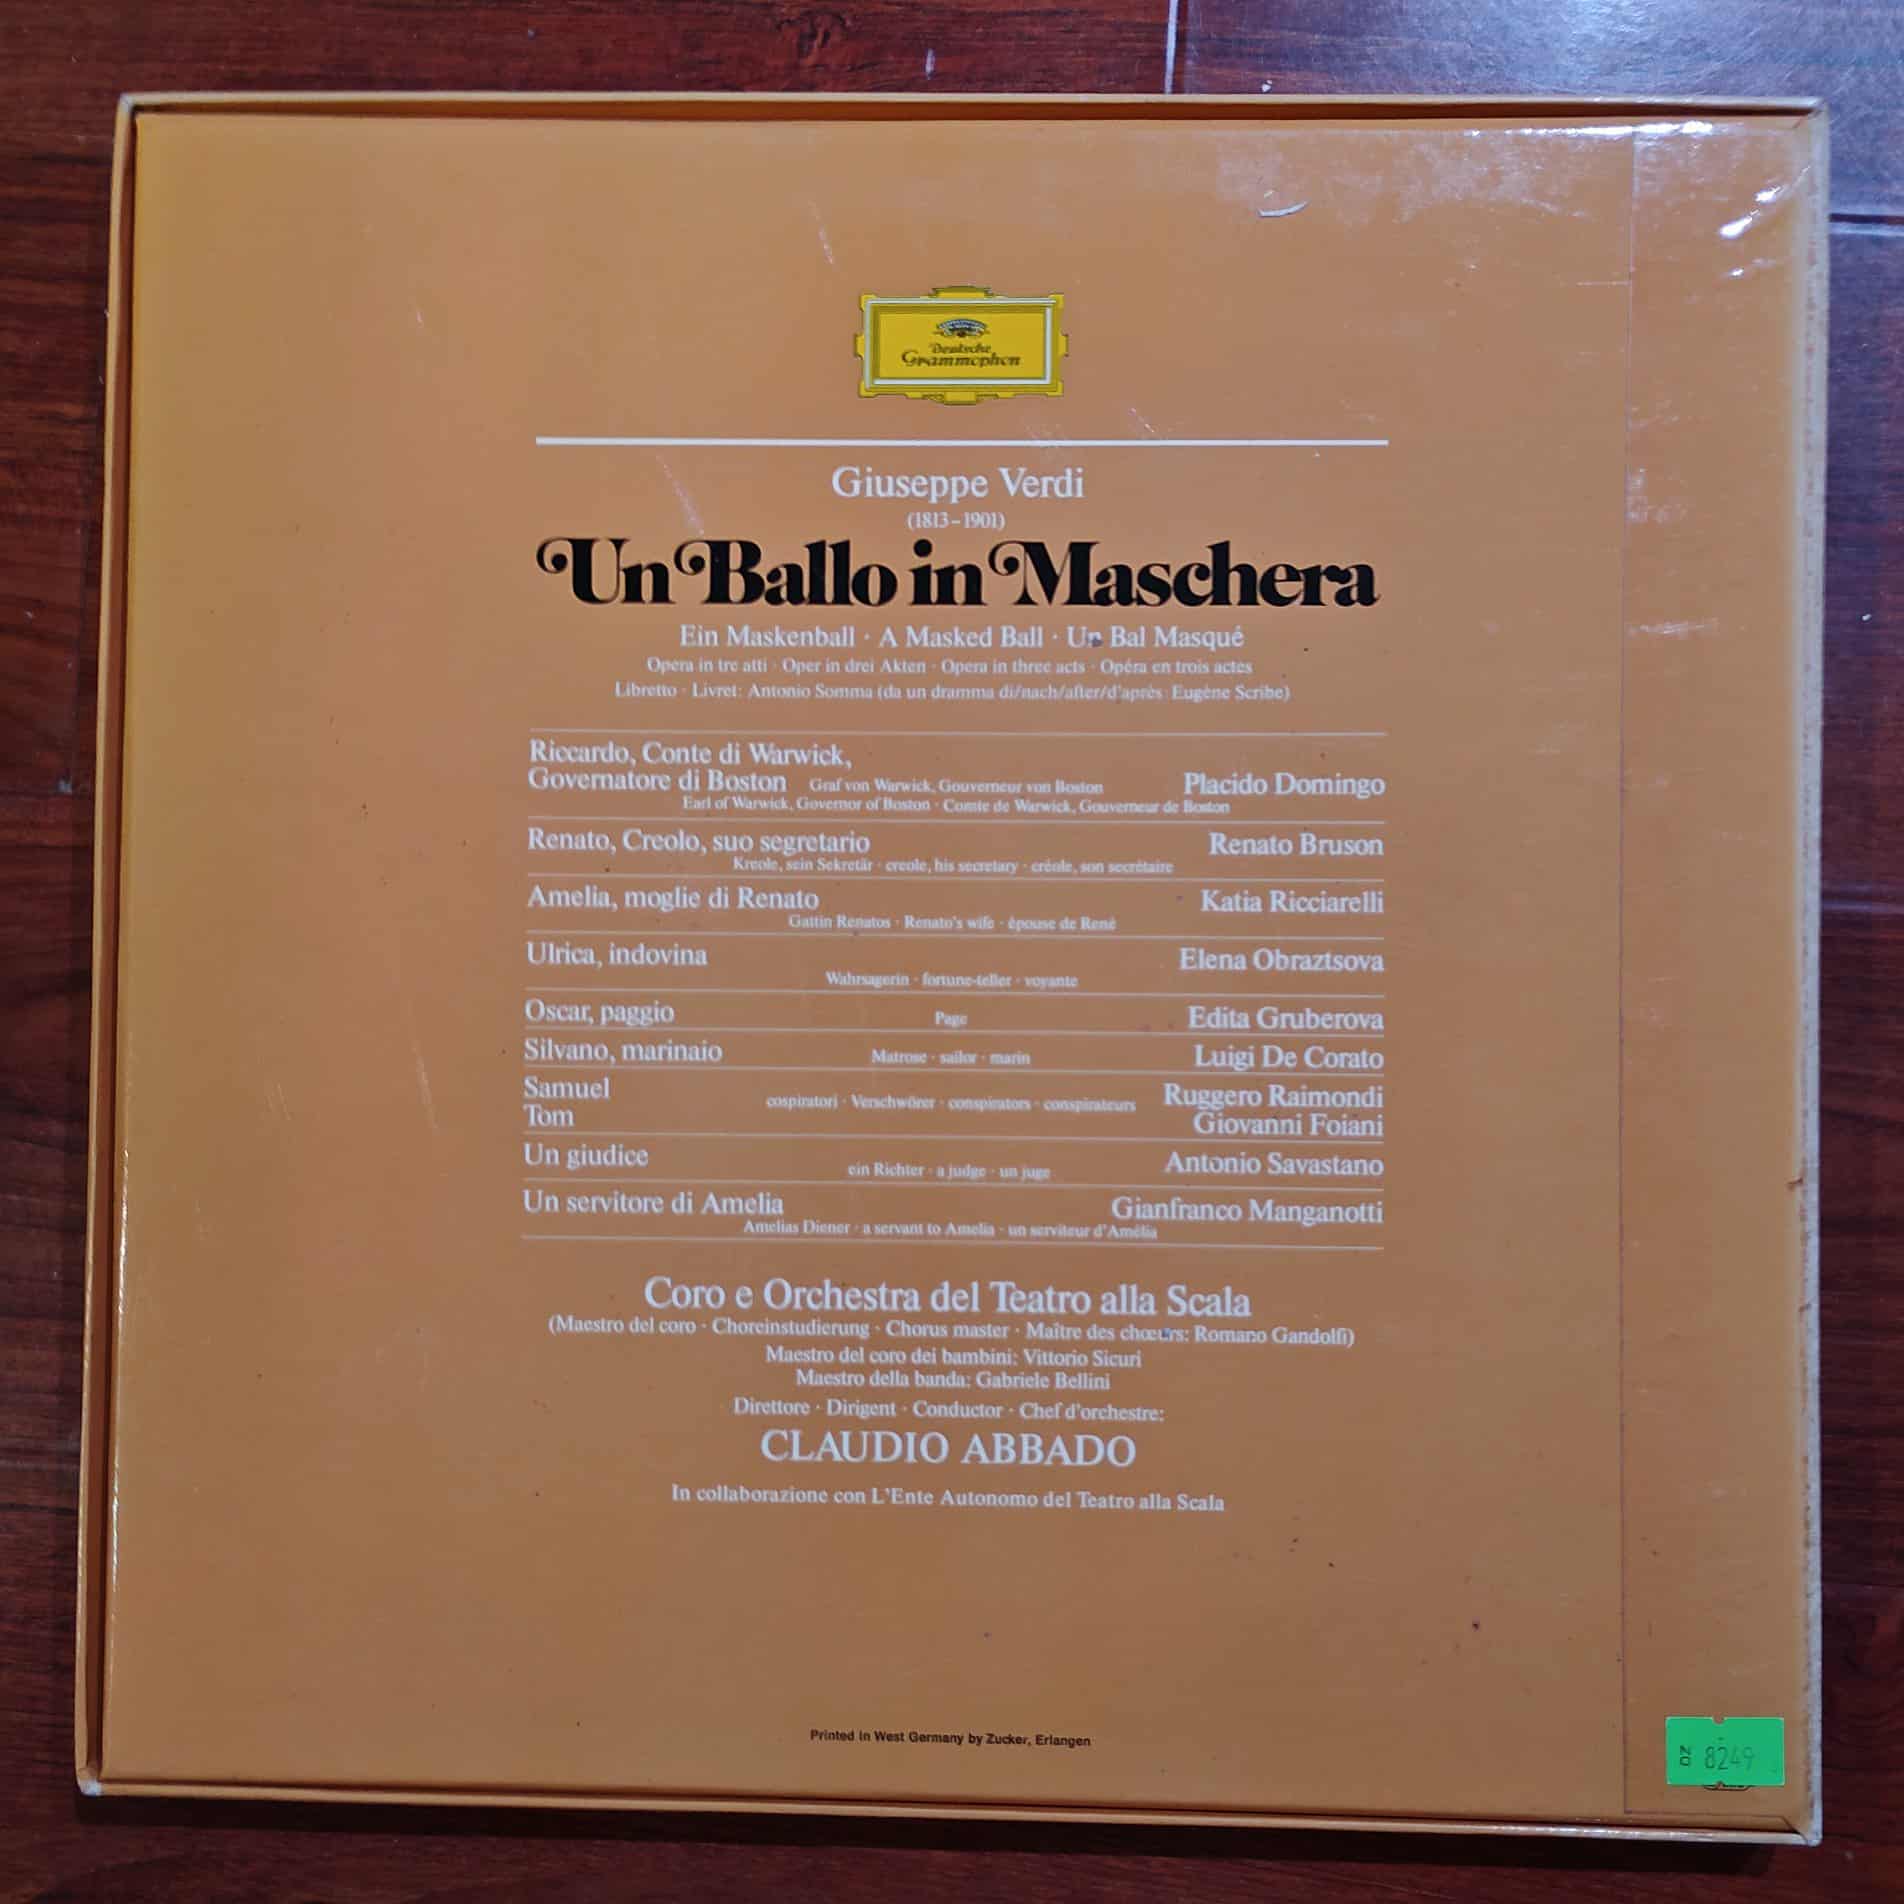 Deutsche
Grammophon
Giuseppe Verdi
(1813–1901)
Un Ballo in Maschera
Ein Maskenball · A Masked Ball · Un Bal Masqué
Opera in tre atti · Oper in drei Akten · Opera in three acts · Opéra en trois actes
Libretto · Livret: Antonio Somma (da un dramma di/nach/after/d'après: Eugène Scribe)
Riccardo, Conte di Warwick,
Governatore di Boston Graf von Warwick, Gouverneur von Boston Placido Domingo
Earl of Warwick, Governor of Boston · Comte de Warwick, Gouverneur de Boston
Renato, Creolo, suo segretario Renato Bruson
Kreole, sein Sekretär · creole, his secretary · créole, son secrétaire
Amelia, moglie di Renato Katia Ricciarelli
Gattin Renatos · Renato's wife · épouse de René
Ulrica, indovina Elena Obraztsova
Wahrsagerin · fortune-teller · voyante
Oscar, paggio Page Edita Gruberova
Silvano, marinaio Matrose · sailor · marin Luigi De Corato
Samuel Ruggero Raimondi
cospiratori · Verschwörer · conspirators · conspirateurs
Tom Giovanni Foiani
Un giudice ein Richter · a judge · un juge Antonio Savastano
Un servitore di Amelia Gianfranco Manganotti
Amelias Diener · a servant to Amelia · un serviteur d'Amélia
Coro e Orchestra del Teatro alla Scala
(Maestro del coro · Choreinstudierung · Chorus master · Maître des chœurs: Romano Gandolfi)
Maestro del coro dei bambini: Vittorio Sicuri
Maestro della banda: Gabriele Bellini
Direttore · Dirigent · Conductor · Chef d'orchestre:
CLAUDIO ABBADO
In collaborazione con L'Ente Autonomo del Teatro alla Scala
Printed in West Germany by Zucker, Erlangen
NO 8249